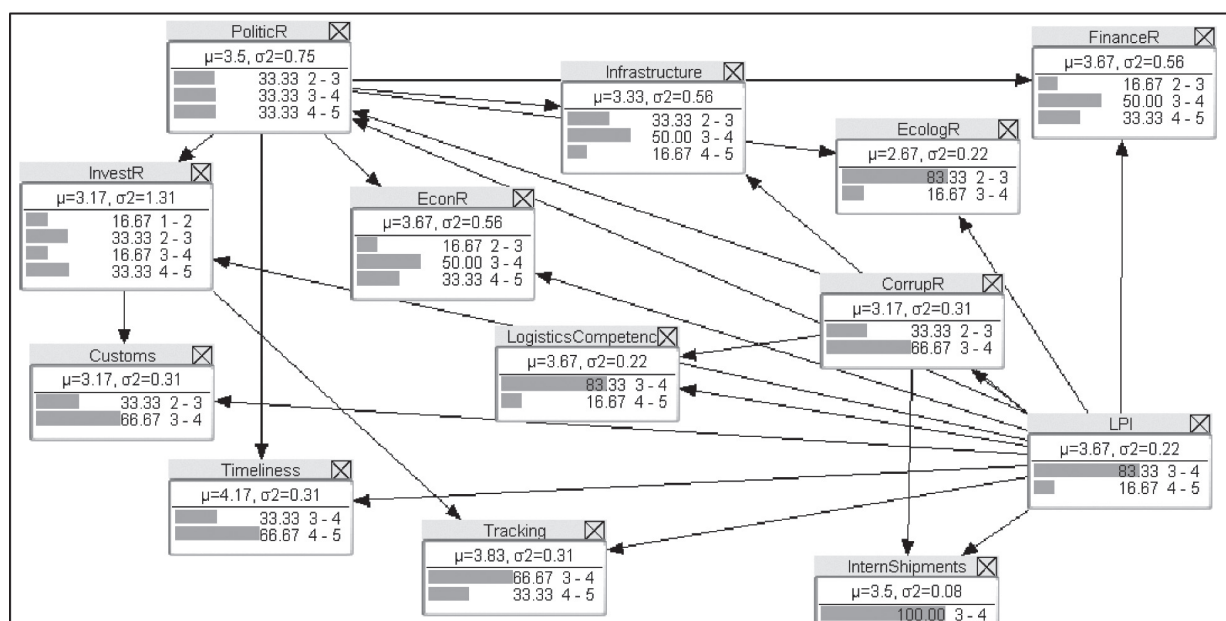 PoliticR
μ=3.5, σ2=0.75
33.33 2 - 3
33.33 3 - 4
33.33 4 - 5
Infrastructure
μ=3.33, σ2=0.56
33.33 2 - 3
50.00 3 - 4
16.67 4 - 5
FinanceR
μ=3.67, σ2=0.56
16.67 2 - 3
50.00 3 - 4
33.33 4 - 5
EcologR
μ=2.67, σ2=0.22
83.33 2 - 3
16.67 3 - 4
InvestR
μ=3.17, σ2=1.31
16.67 1 - 2
33.33 2 - 3
16.67 3 - 4
33.33 4 - 5
EconR
μ=3.67, σ2=0.56
16.67 2 - 3
50.00 3 - 4
33.33 4 - 5
CorrupR
μ=3.17, σ2=0.31
33.33 2 - 3
66.67 3 - 4
LogisticsCompetenc
μ=3.67, σ2=0.22
83.33 3 - 4
16.67 4 - 5
Customs
μ=3.17, σ2=0.31
33.33 2 - 3
66.67 3 - 4
LPI
μ=3.67, σ2=0.22
83.33 3 - 4
16.67 4 - 5
Timeliness
μ=4.17, σ2=0.31
33.33 3 - 4
66.67 4 - 5
Tracking
μ=3.83, σ2=0.31
66.67 3 - 4
33.33 4 - 5
InternShipments
μ=3.5, σ2=0.08
100.00 3 - 4